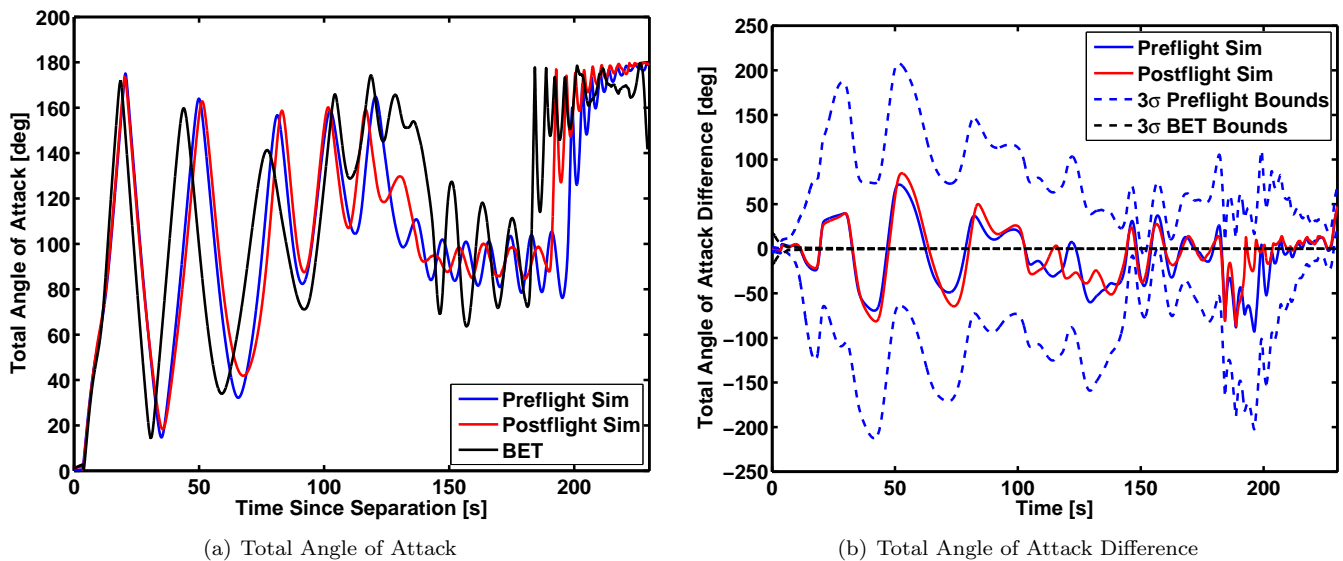 200
180
160
140
120
100
80
60
40
20
0
0
50
100
150
200
Total Angle of Attack [deg]
Time Since Separation [s]
Preflight Sim
Postflight Sim
BET
(a) Total Angle of Attack
250
200
150
100
50
0
−50
−100
−150
−200
−250
0
50
100
150
200
Total Angle of Attack Difference [deg]
Time [s]
Preflight Sim
Postflight Sim
3σ Preflight Bounds
3σ BET Bounds
(b) Total Angle of Attack Difference